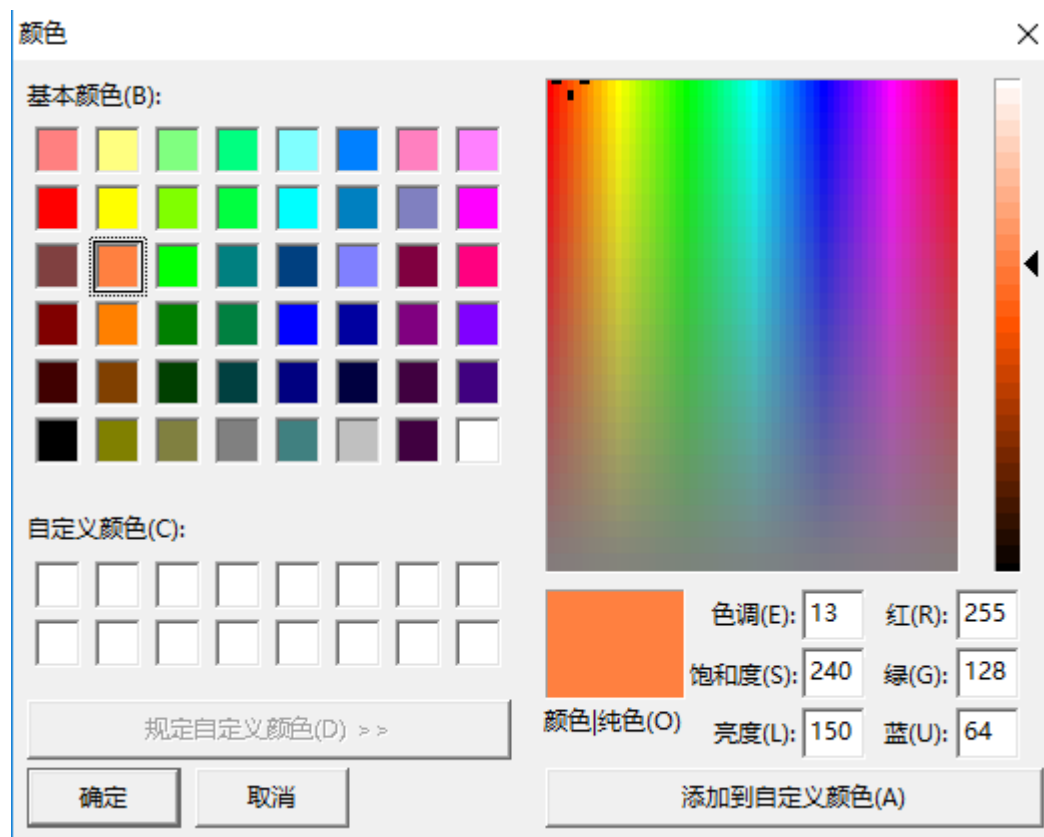 颜色
基本颜色(B):
自定义颜色(C):
规定自定义颜色(D) >>
确定 取消
颜色|纯色(O)
色调(E): 13 红(R): 255
饱和度(S): 240 绿(G): 128
亮度(L): 150 蓝(U): 64
添加到自定义颜色(A)